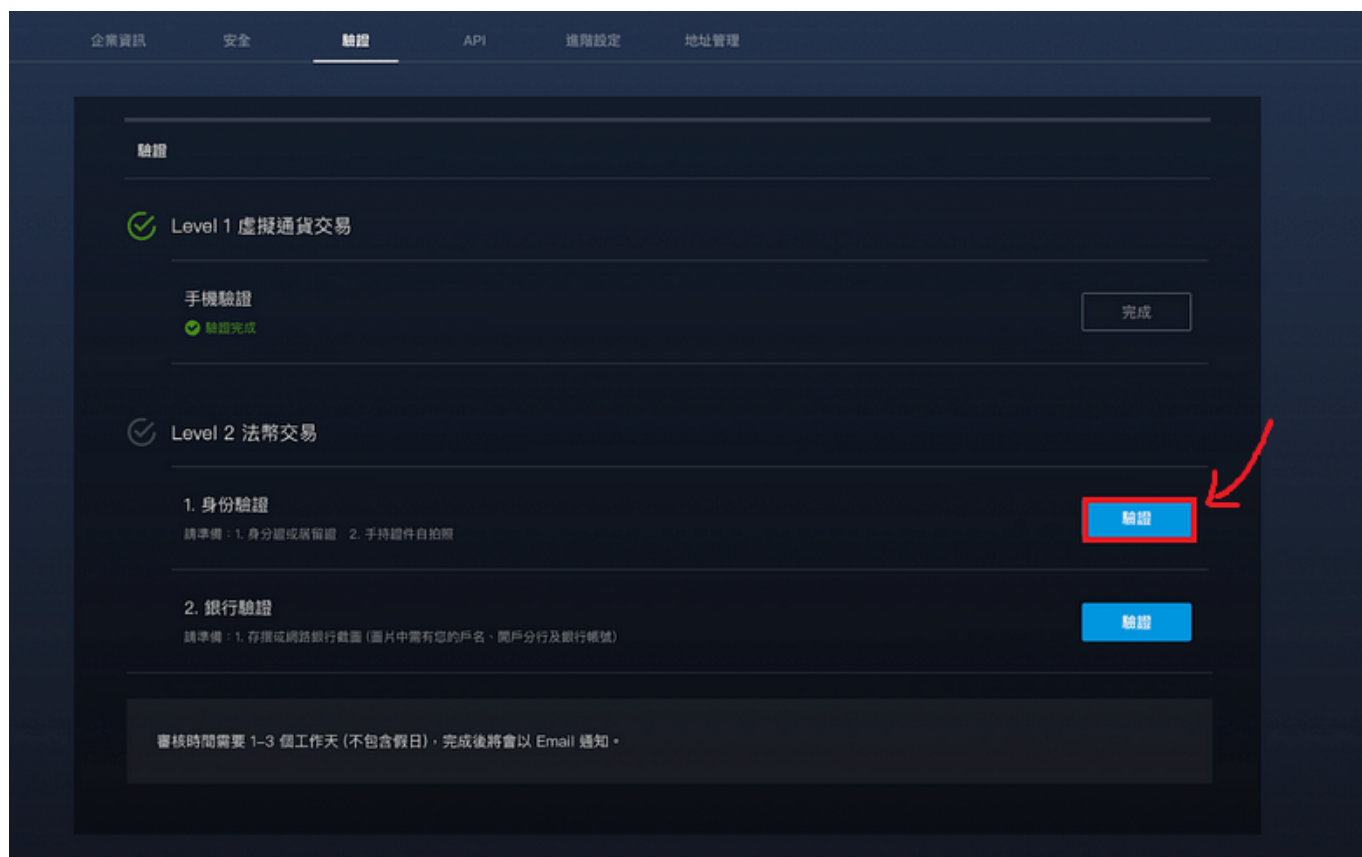 企業資訊 安全 驗證 API 進階設定 地址管理
驗證
Level 1 虛擬通貨交易
手機驗證
驗證完成
完成
Level 2 法幣交易
1. 身份驗證
請準備：1. 身分證或居留證 2. 手持證件自拍照
驗證
2. 銀行驗證
請準備：1. 存摺或網路銀行截圖 (圖片中需有您的戶名、開戶分行及銀行帳號)
驗證
審核時間需要 1–3 個工作天 (不包含假日)，完成後將會以 Email 通知。